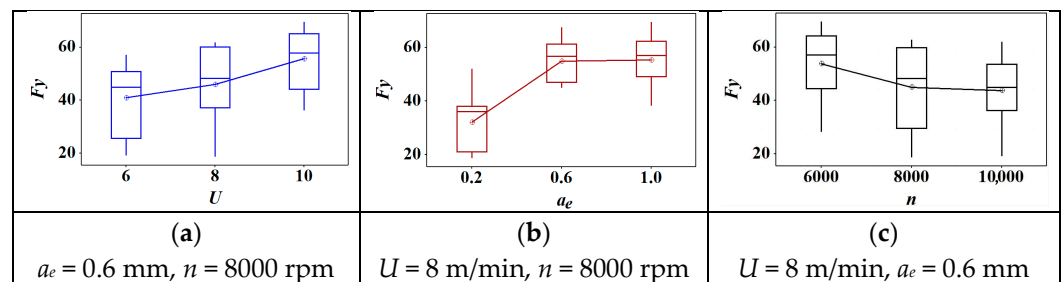 Fy
60
40
20
6
8
10
U
Fy
60
40
20
0.2
0.6
1.0
ae
Fy
60
40
20
6000
8000
10,000
n
(a)
(b)
(c)
ae = 0.6 mm, n = 8000 rpm
U = 8 m/min, n = 8000 rpm
U = 8 m/min, ae = 0.6 mm